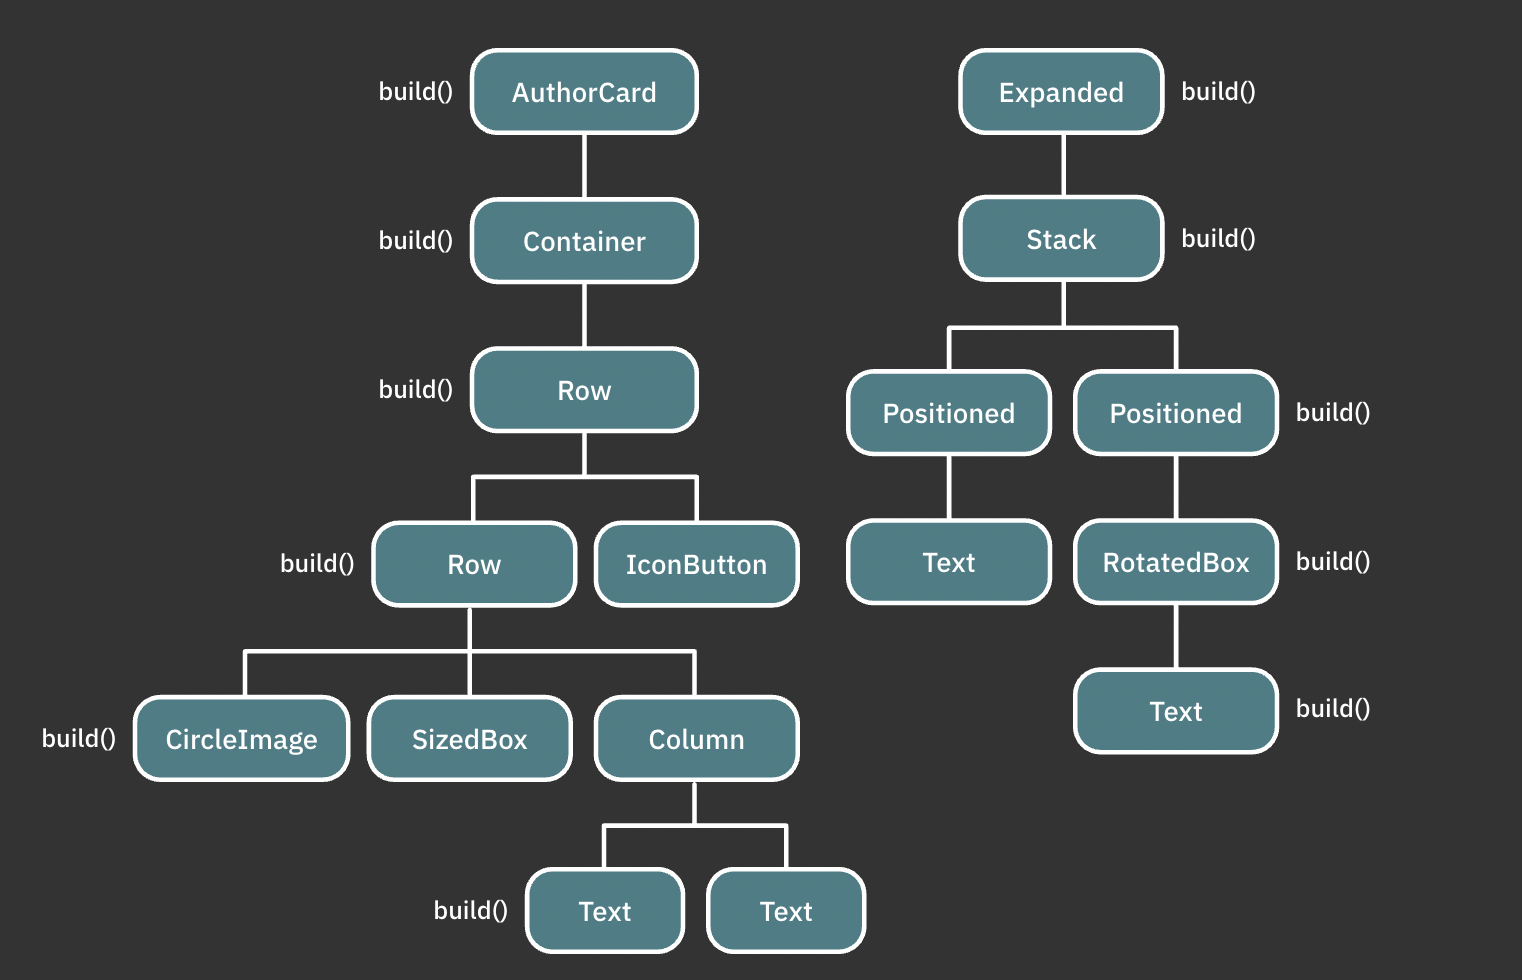 build() AuthorCard
build() Container
build() Row
build() Row IconButton
build() CircleImage SizedBox Column
build() Text Text
Expanded build()
Stack build()
Positioned Positioned build()
Text RotatedBox build()
Text build()